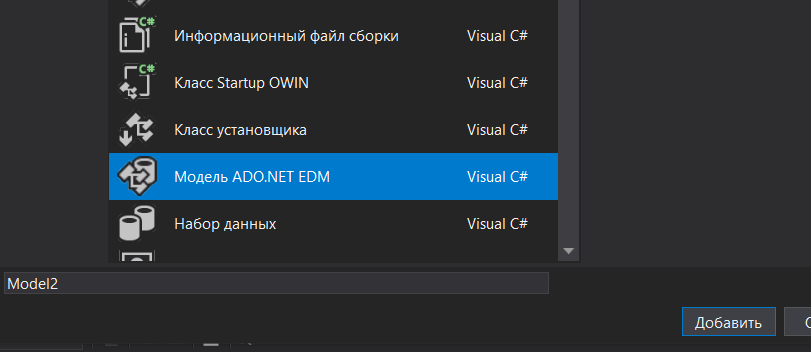 C#
Информационный файл сборки Visual C#
C#
Класс Startup OWIN Visual C#
Класс установщика Visual C#
Модель ADO.NET EDM Visual C#
Набор данных Visual C#
Model2
Добавить